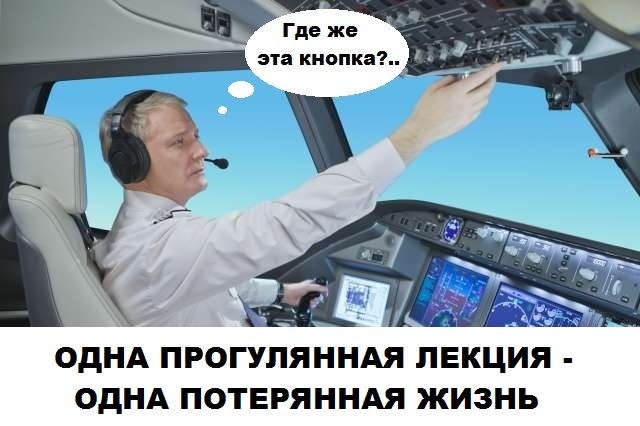 Где же
эта кнопка?..
ОДНА ПРОГУЛЯННАЯ ЛЕКЦИЯ -
ОДНА ПОТЕРЯННАЯ ЖИЗНЬ